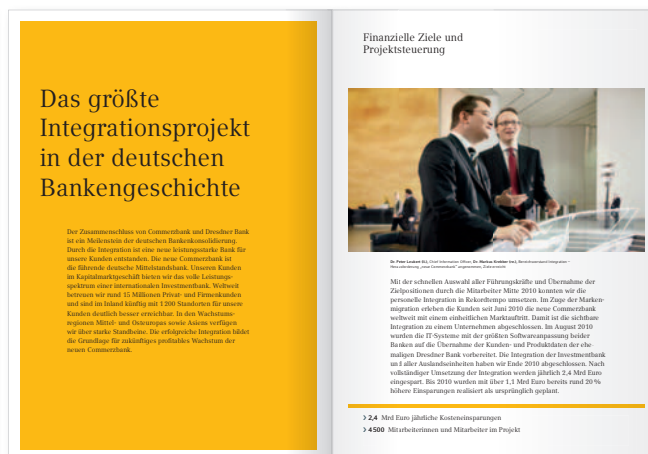 Das größte
Integrationsprojekt
in der deutschen
Bankengeschichte
Der Zusammenschluss von Commerzbank und Dresdner Bank
ist ein Meilenstein der deutschen Bankenkonsolidierung.
Durch die Integration ist eine neue leistungsstarke Bank für
unsere Kunden entstanden. Die neue Commerzbank ist
die führende deutsche Mittelstandsbank. Unseren Kunden
im Kapitalmarktgeschäft bieten wir das volle Leistungs-
spektrum einer internationalen Investmentbank. Weltweit
betreuen wir rund 15 Millionen Privat- und Firmenkunden
und sind im Inland künftig mit 1 200 Standorten für unsere
Kunden deutlich besser erreichbar. In den Wachstums-
regionen Mittel- und Osteuropas sowie Asiens verfügen
wir über starke Standbeine. Die erfolgreiche Integration bildet
die Grundlage für zukünftiges profitables Wachstum der
neuen Commerzbank.
Finanzielle Ziele und
Projektsteuerung
Dr. Peter Leukert (li.), Chief Information Officer, Dr. Markus (re.), Bereichsvorstand Integration –
Mit der schnellen Auswahl aller Führungskräfte und Übernahme der
Zielpositionen durch die Mitarbeiter Mitte 2010 konnten wir die
personelle Integration in Rekordtempo umsetzen. Im Zuge der Marken-
migration erleben die Kunden seit Juni 2010 die neue Commerzbank
weltweit mit einem einheitlichen Marktauftritt. Damit ist die sichtbare
Integration zu einem Unternehmen abgeschlossen. Im August 2010
wurden die IT-Systeme mit der größten Softwareanpassung beider
Banken auf die Übernahme der Kunden- und Produktdaten der ehe-
maligen Dresdner Bank vorbereitet. Die Integration der Investmentbank
und aller Auslandseinheiten haben wir Ende 2010 abgeschlossen. Nach
vollständiger Umsetzung der Integration werden jährlich 2,4 Mrd Euro
eingespart. Bis 2010 wurden mit über 1,1 Mrd Euro bereits rund 20 %
höhere Einsparungen realisiert als ursprünglich geplant.
› 2,4 Mrd Euro jährliche Kosteneinsparungen
› 4 500 Mitarbeiterinnen und Mitarbeiter im Projekt